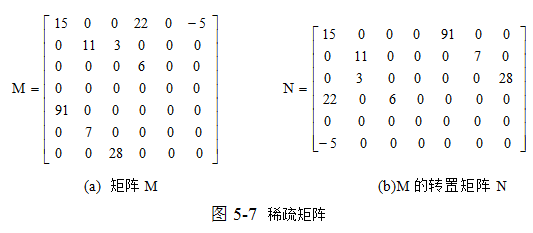 M =
15 0 0 22 0 −5
0 11 3 0 0 0
0 0 0 6 0 0
0 0 0 0 0 0
91 0 0 0 0 0
0 7 0 0 0 0
0 0 28 0 0 0
(a) 矩阵 M
N =
15 0 0 0 91 0 0
0 11 0 0 0 7 0
0 3 0 0 0 0 28
22 0 6 0 0 0 0
0 0 0 0 0 0 0
−5 0 0 0 0 0 0
(b)M 的转置矩阵 N
图 5-7 稀疏矩阵